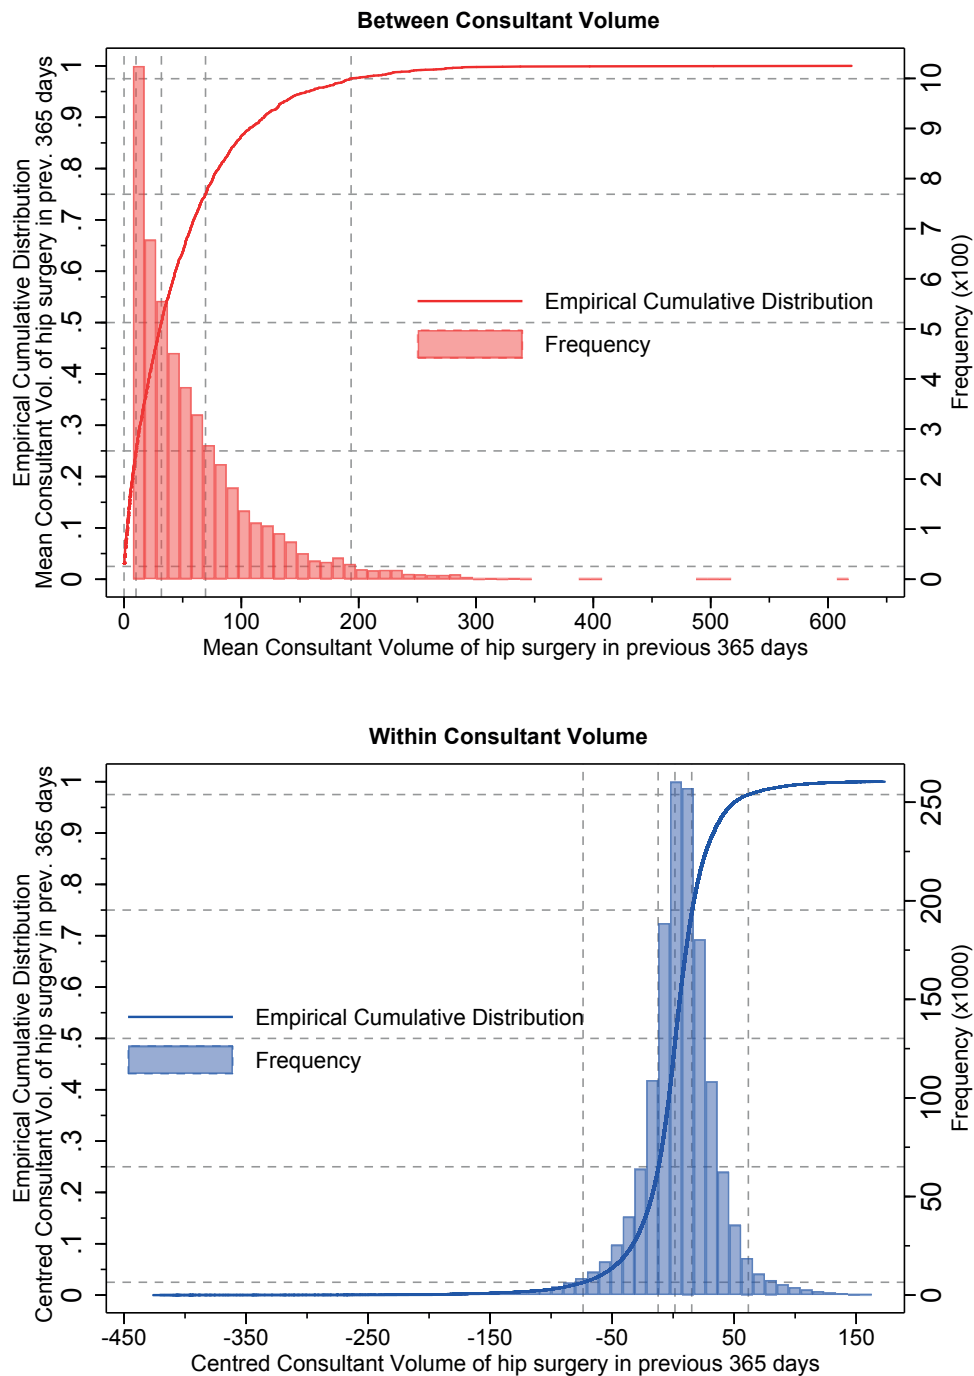 Between Consultant Volume
Empirical Cumulative Distribution
Mean Consultant Vol. of hip surgery in prev. 365 days
0 .1 .2 .3 .4 .5 .6 .7 .8 .9 1
Empirical Cumulative Distribution
Frequency
0 1 2 3 4 5 6 7 8 9 10
Frequency (x100)
0 100 200 300 400 500 600
Mean Consultant Volume of hip surgery in previous 365 days
Within Consultant Volume
Empirical Cumulative Distribution
Centred Consultant Vol. of hip surgery in prev. 365 days
0 .1 .2 .3 .4 .5 .6 .7 .8 .9 1
Empirical Cumulative Distribution
Frequency
0 50 100 150 200 250
Frequency (x1000)
-450 -350 -250 -150 -50 50 150
Centred Consultant Volume of hip surgery in previous 365 days